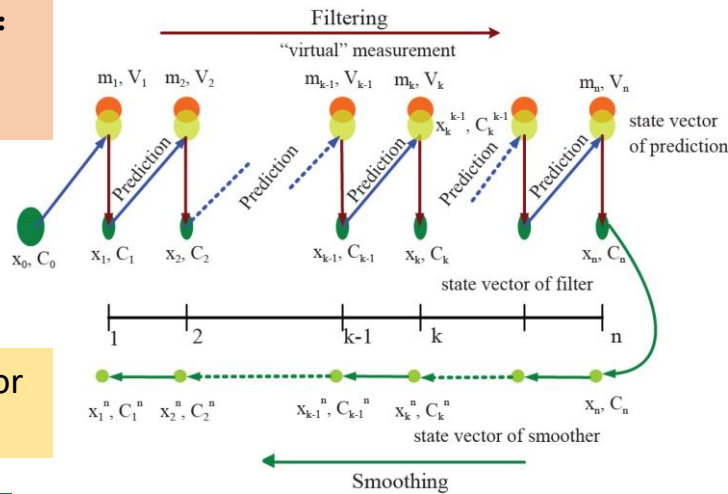 :
Filtering
“virtual” measurement
m₁, V₁ m₂, V₂ mₖ₋₁, Vₖ₋₁ mₖ, Vₖ mₙ, Vₙ
xₖᵏ⁻¹, Cₖᵏ⁻¹
state vector
of prediction
Prediction Prediction Prediction Prediction Prediction
x₀, C₀ x₁, C₁ x₂, C₂ xₖ₋₁, Cₖ₋₁ xₖ, Cₖ xₙ, Cₙ
state vector of filter
1 2 k-1 k n
or
x₁ⁿ, C₁ⁿ x₂ⁿ, C₂ⁿ xₖ₋₁ⁿ, Cₖ₋₁ⁿ xₖⁿ, Cₖⁿ xₙ, Cₙ
state vector of smoother
Smoothing